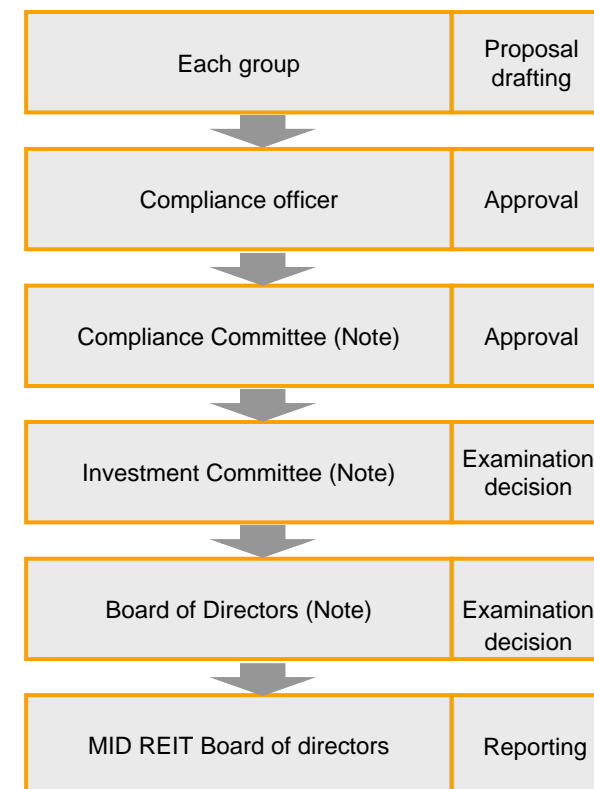 Each group
Proposal
drafting
Compliance officer
Approval
Compliance Committee (Note)
Approval
Investment Committee (Note)
Examination
decision
Board of Directors (Note)
Examination
decision
MID REIT Board of directors
Reporting